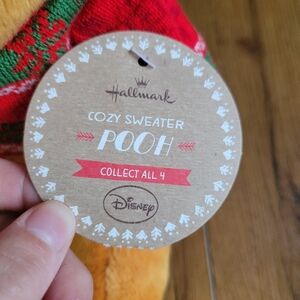 Hallmark
COZY SWEATER
POOH
COLLECT ALL 4
DISNEY